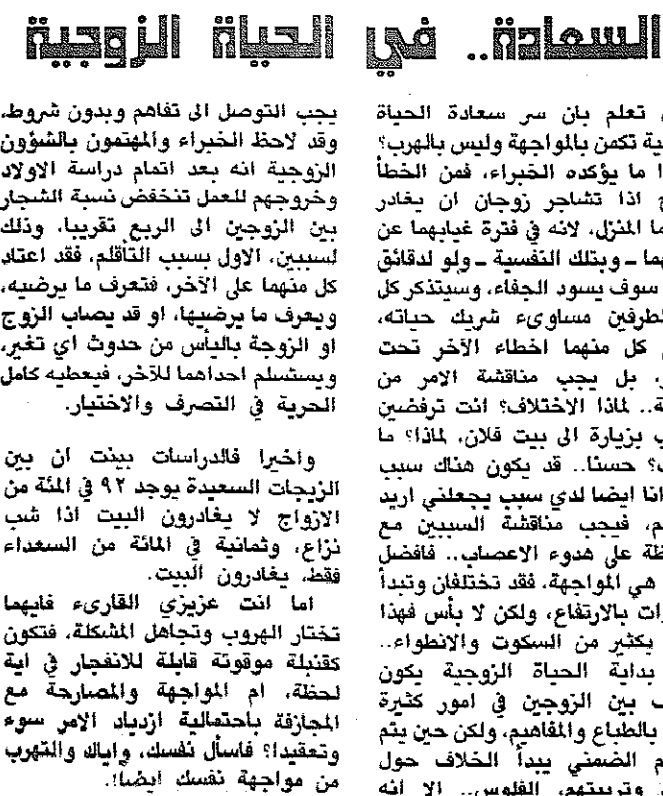 السعادة.. في الحياة الزوجية
تعلم بان سر سعادة الحياة
ية تكمن بالمواجهة وليس بالهرب؟
ا ما يؤكده الخبراء، فمن الخطأ
اذا تشاجر زوجان ان يغادر
ما المنزل، لانه في فترة غيابهما عن
هما ـ وبتلك النفسية ـ ولو لدقائق
سوف يسود الجفاء، وسيتذكر كل
لطرفين مساوىء شريك حياته،
كل منهما اخطاء الآخر تحت
، بل يجب مناقشة الامر من
ة.. لماذا الاختلاف؟ انت ترفضين
ب بزيارة الى بيت فلان، لماذا؟ ما
ب؟ حسنا.. قد يكون هناك سبب
انا ايضا لدي سبب يجعلني اريد
م، فيجب مناقشة السببين مع
ظة على هدوء الاعصاب.. فافضل
هي المواجهة، فقد تختلفان وتبدأ
رات بالارتفاع، ولكن لا بأس فهذا
بكثير من السكوت والانطواء..
بداية الحياة الزوجية يكون
ف بين الزوجين في امور كثيرة
بالطباع والمفاهيم، ولكن حين يتم
م الضمني يبدأ الخلاف حول
وتربيتهم، الفلوس.. الا انه
يجب التوصل الى تفاهم وبدون شروط،
وقد لاحظ الخبراء والمهتمون بالشؤون
الزوجية انه بعد اتمام دراسة الاولاد
وخروجهم للعمل تنخفض نسبة الشجار
بين الزوجين الى الربع تقريبا، وذلك
لسببين، الاول بسبب التأقلم، فقد اعتاد
كل منهما على الآخر، فتعرف ما يرضيه،
ويعرف ما يرضيها، او قد يصاب الزوج
او الزوجة باليأس من حدوث اي تغير،
ويستسلم احداهما للآخر، فيعطيه كامل
الحرية في التصرف والاختيار.
واخيرا فالدراسات بينت ان بين
الزيجات السعيدة يوجد ٩٢ في المئة من
الازواج لا يغادرون البيت اذا شب
نزاع، وثمانية في المائة من السعداء
فقط، يغادرون البيت.
اما انت عزيزي القارىء فايهما
تختار الهروب وتجاهل المشكلة، فتكون
كقنبلة موقوتة قابلة للانفجار في اية
لحظة، ام المواجهة والمصارحة مع
المجازفة باحتمالية ازدياد الامر سوء
وتعقيدا؟ فاسأل نفسك، واياك والتهرب
من مواجهة نفسك ايضا!.